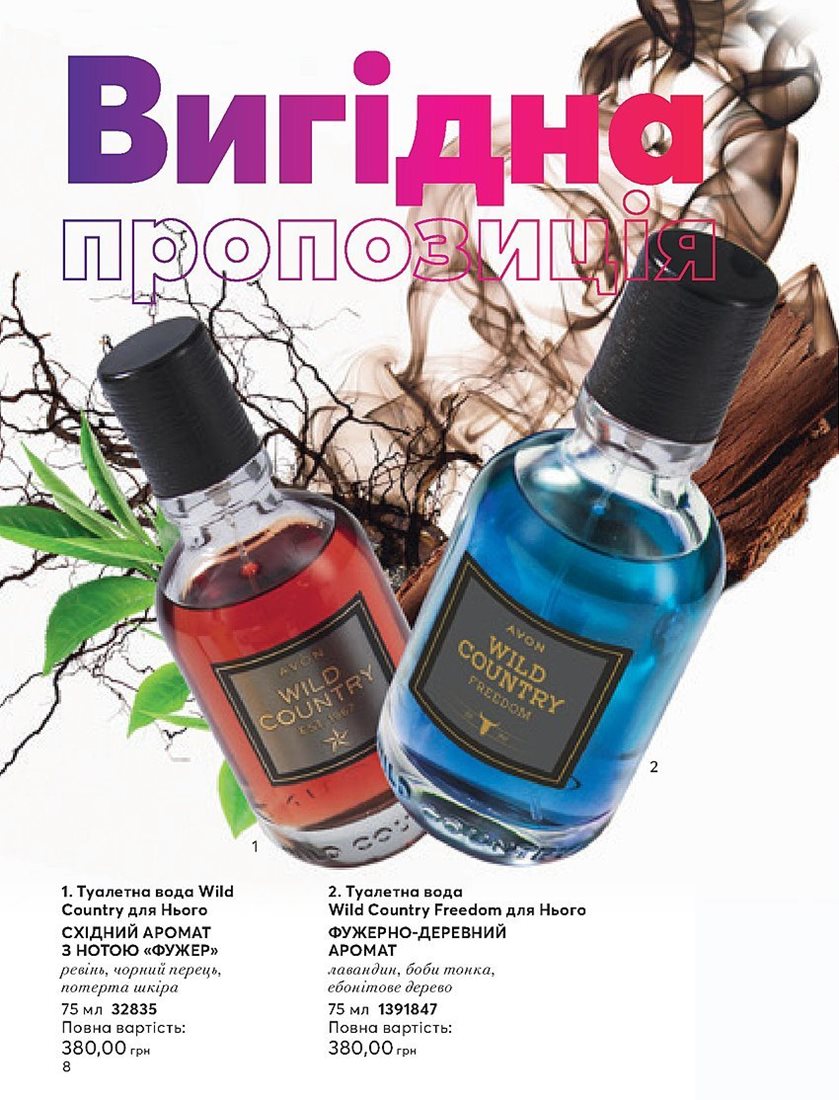 Вигідна
пропозиція
AVON
WILD
COUNTRY
EST. 1967
AVON
WILD
COUNTRY
FREEDOM
1
2
1. Туалетна вода Wild
Country для Нього
СХІДНИЙ АРОМАТ
З НОТОЮ «ФУЖЕР»
ревінь, чорний перець,
потерта шкіра
75 мл 32835
Повна вартість:
380,00 грн
2. Туалетна вода
Wild Country Freedom для Нього
ФУЖЕРНО-ДЕРЕВНИЙ
АРОМАТ
лавандин, боби тонка,
ебонітове дерево
75 мл 1391847
Повна вартість:
380,00 грн
8